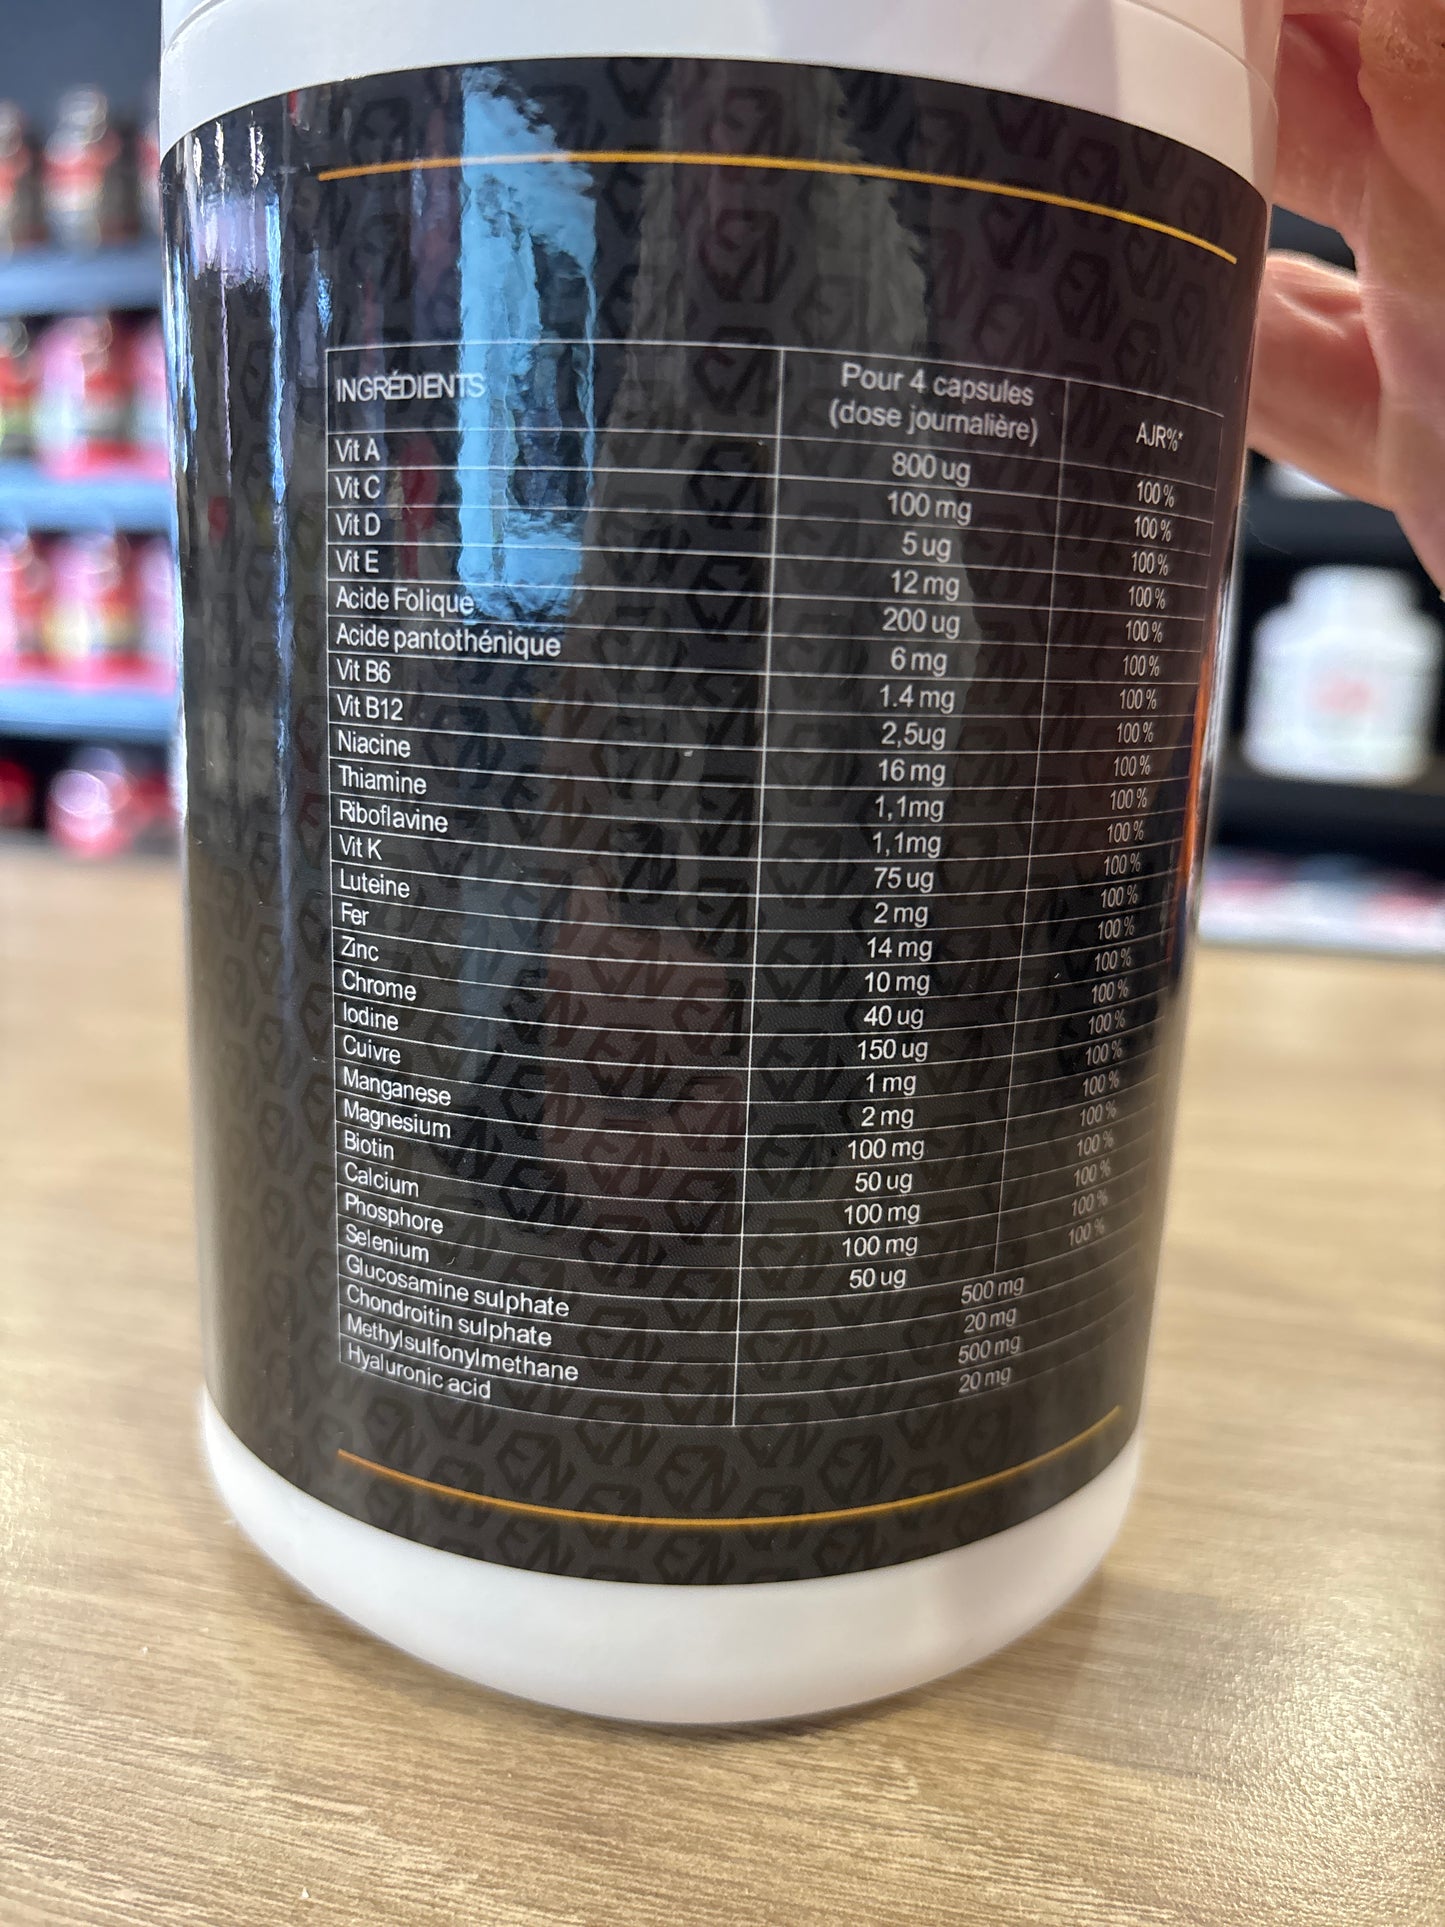 INGRÉDIENTS Pour 4 capsules (dose journalière) AJR%*
Vit A 800 ug 100 %
Vit C 100 mg 100 %
Vit D 5 ug 100 %
Vit E 12 mg 100 %
Acide Folique 200 ug 100 %
Acide pantothénique 6 mg 100 %
Vit B6 1.4 mg 100 %
Vit B12 2,5ug 100 %
Niacine 16 mg 100 %
Thiamine 1,1mg 100 %
Riboflavine 1,1mg 100 %
Vit K 75 ug 100 %
Luteine 2 mg 100 %
Fer 14 mg 100 %
Zinc 10 mg 100 %
Chrome 40 ug 100 %
Iodine 150 ug 100 %
Cuivre 1 mg 100 %
Manganese 2 mg 100 %
Magnesium 100 mg 100 %
Biotin 50 ug 100 %
Calcium 100 mg 100 %
Phosphore 100 mg 100 %
Selenium 50 ug
Glucosamine sulphate 500 mg
Chondroitin sulphate 20 mg
Methylsulfonylmethane 500 mg
Hyaluronic acid 20 mg